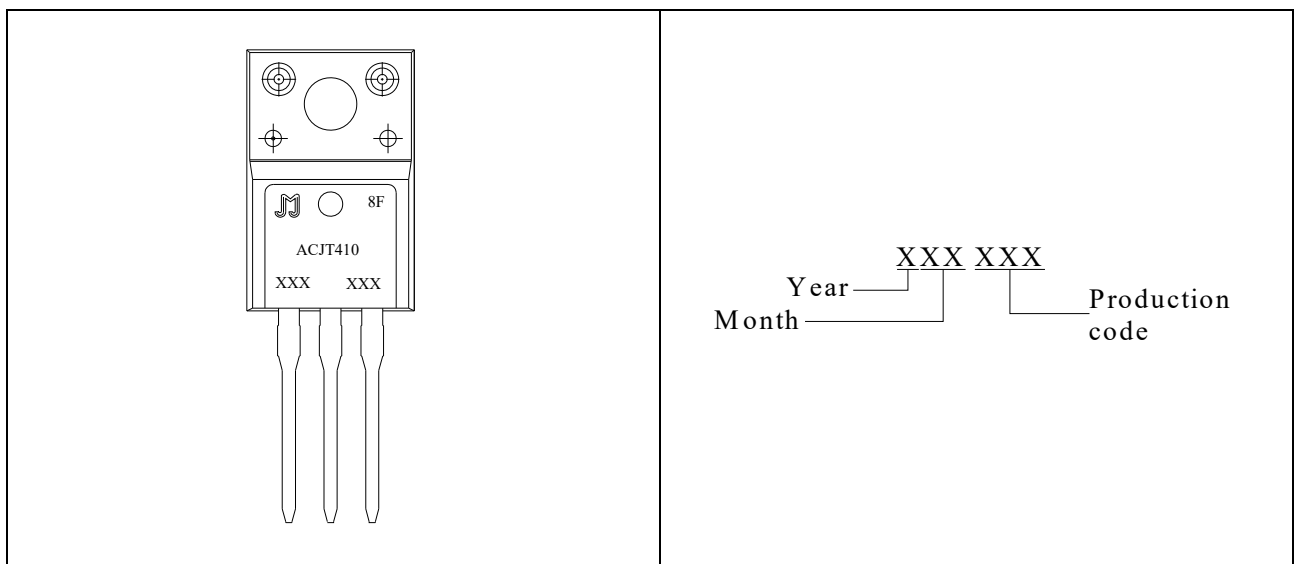 8F
ACJT410
XXX XXX
XXX XXX
Year
Production
Month
code